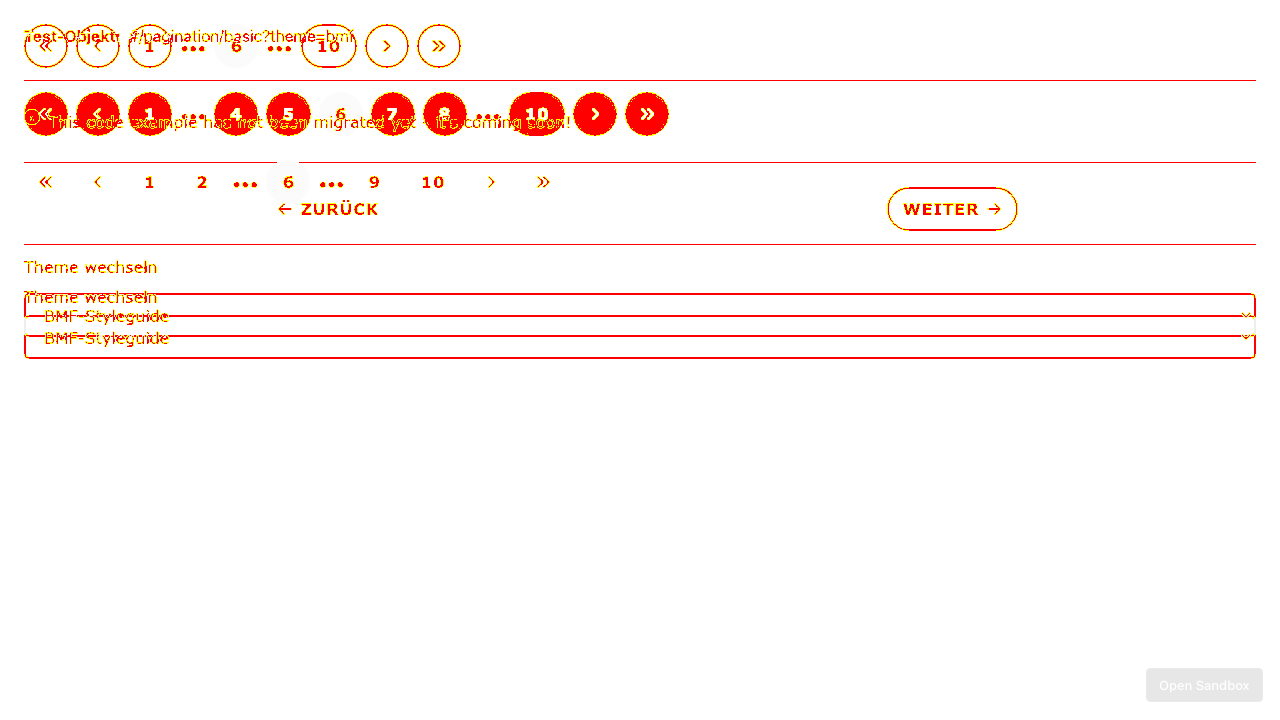 Test-Objekt: #/pagination/basic?theme=bmf
« ‹ 1 ••• 6 ••• 10 › »
« ‹ 1 ••• 4 5 6 7 8 ••• 10 › »
This code example has not been migrated yet - it's coming soon!
« ‹ 1 2 ••• 6 ••• 9 10 › »
← ZURÜCK WEITER →
Theme wechseln
Theme wechseln
BMF-Styleguide
BMF-Styleguide
Open Sandbox